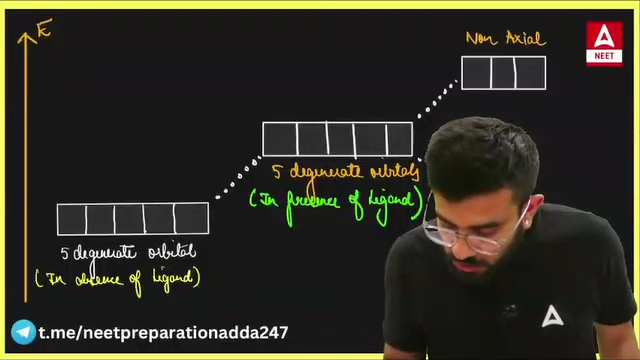 E
Non Axial
A
NEET
5 degenerate orbitals
(In presence of Ligand)
5 degenerate orbital
(In absence of Ligand)
A
t.me/neetpreparationadda247